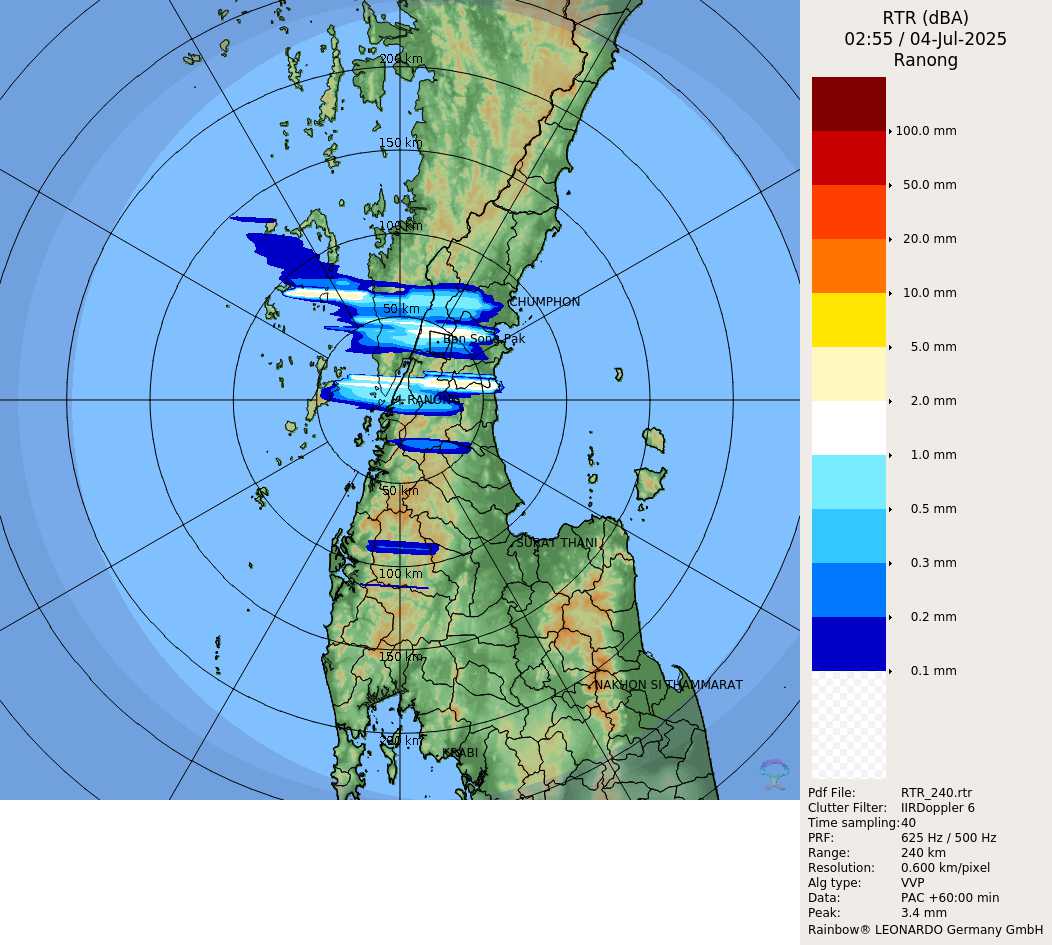 RTR (dBA)
02:55 / 04-Jul-2025
Ranong
100.0 mm
50.0 mm
20.0 mm
10.0 mm
5.0 mm
2.0 mm
1.0 mm
0.5 mm
0.3 mm
0.2 mm
0.1 mm
200 km
150 km
100 km
50 km
CHUMPHON
Ban Song Pak
RANONG
50 km
SURAT THANI
100 km
150 km
NAKHON SI THAMMARAT
200 km
KRABI
Pdf File: RTR_240.rtr
Clutter Filter: IIRDoppler 6
Time sampling:40
PRF: 625 Hz / 500 Hz
Range: 240 km
Resolution: 0.600 km/pixel
Alg type: VVP
Data: PAC +60:00 min
Peak: 3.4 mm
Rainbow® LEONARDO Germany GmbH